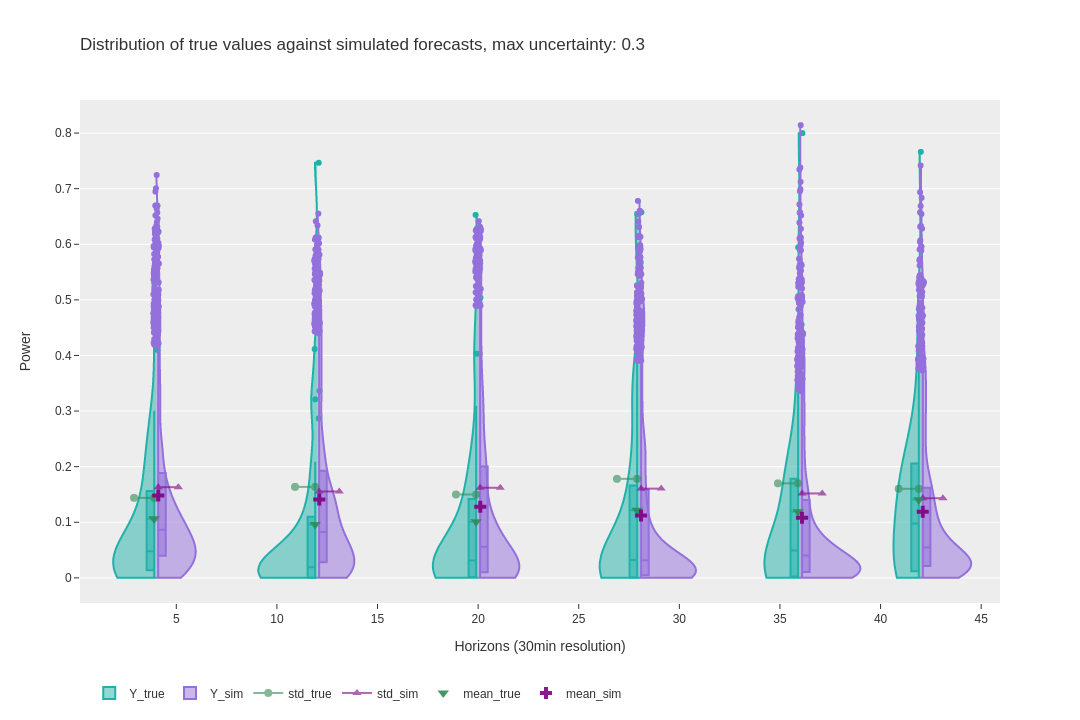 Distribution of true values against simulated forecasts, max uncertainty: 0.3
0.8
0.7
0.6
0.5
0.4
0.3
0.2
0.1
0
Power
5 10 15 20 25 30 35 40 45
Horizons (30min resolution)
Y_true Y_sim std_true std_sim mean_true mean_sim